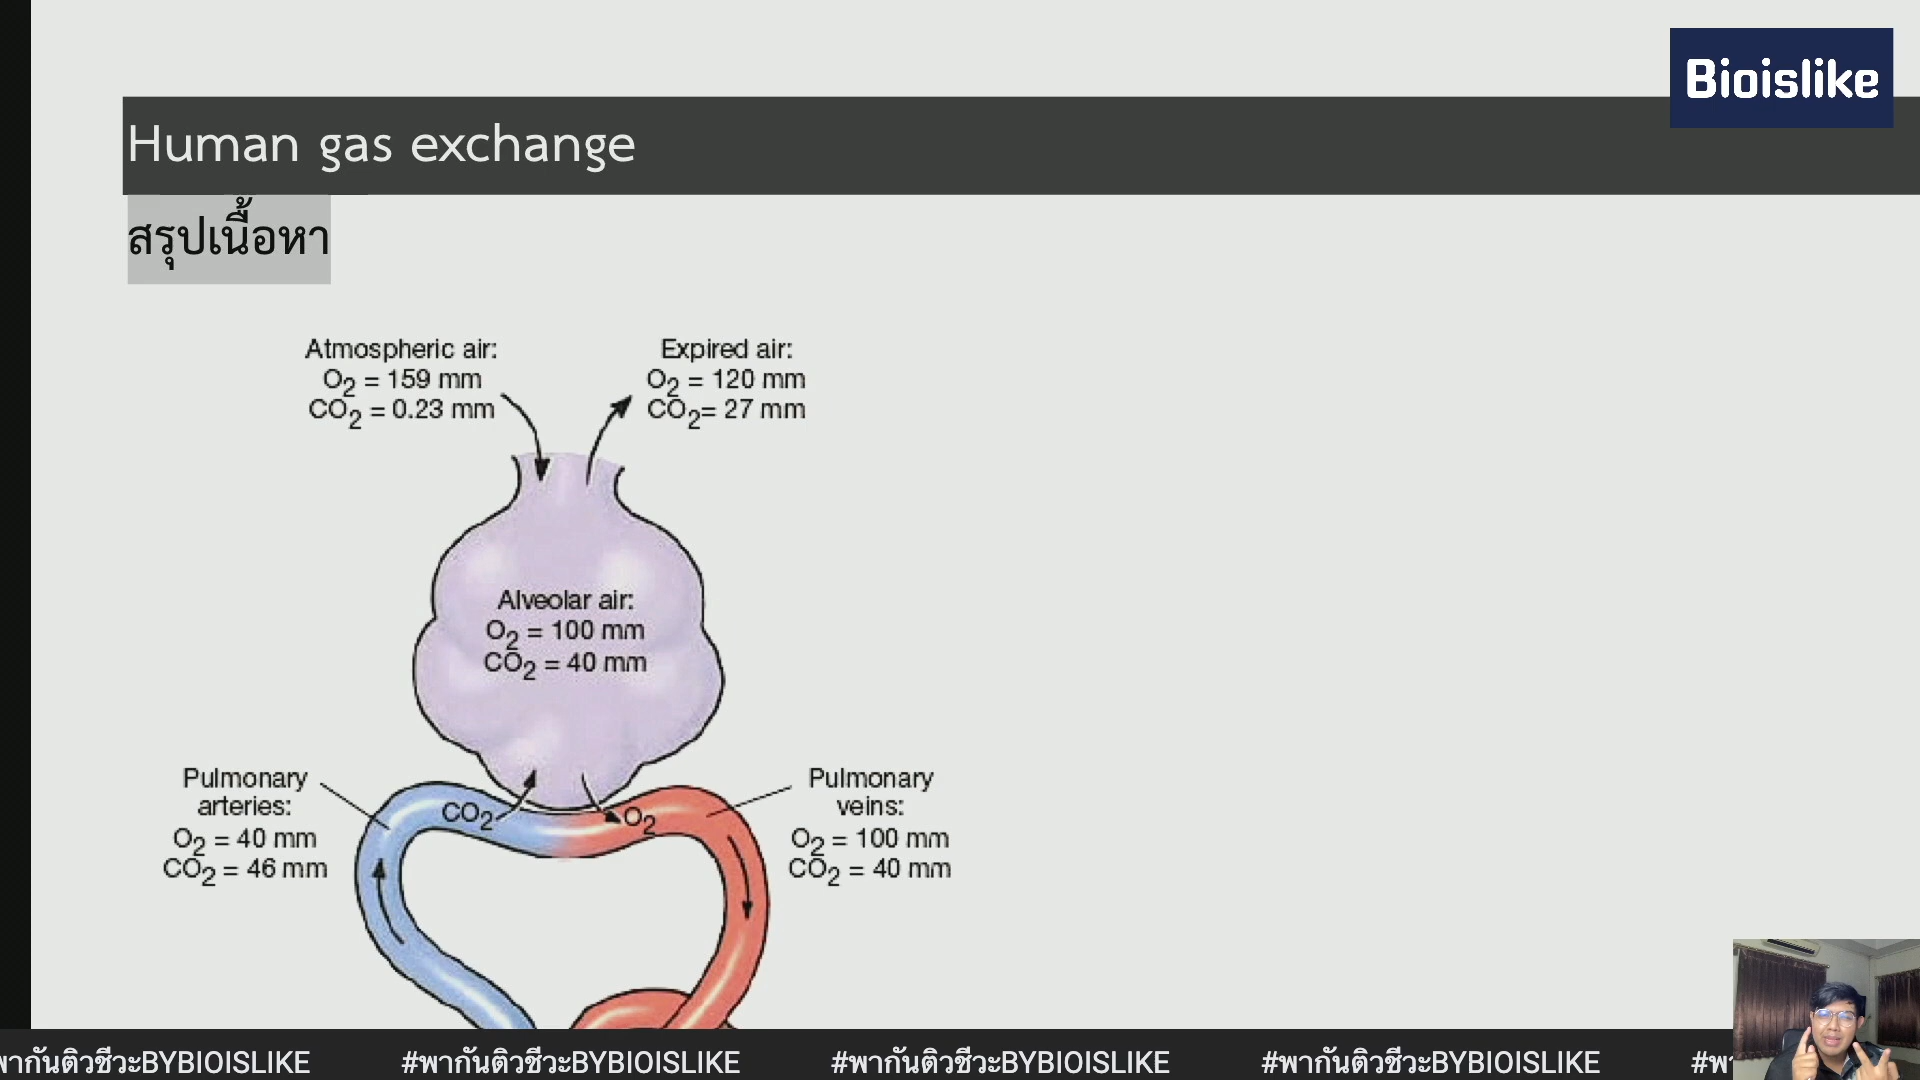 Bioislike
Human gas exchange
สรุปเนื้อหา
Atmospheric air:
O2 = 159 mm
CO2 = 0.23 mm
Expired air:
O2 = 120 mm
CO2= 27 mm
Alveolar air:
O2 = 100 mm
CO2 = 40 mm
Pulmonary
arteries:
O2 = 40 mm
CO2 = 46 mm
CO2
O2
Pulmonary
veins:
O2 = 100 mm
CO2 = 40 mm
พากันติวชีวะBYBIOISLIKE #พากันติวชีวะBYBIOISLIKE #พากันติวชีวะBYBIOISLIKE #พากันติวชีวะBYBIOISLIKE #พา